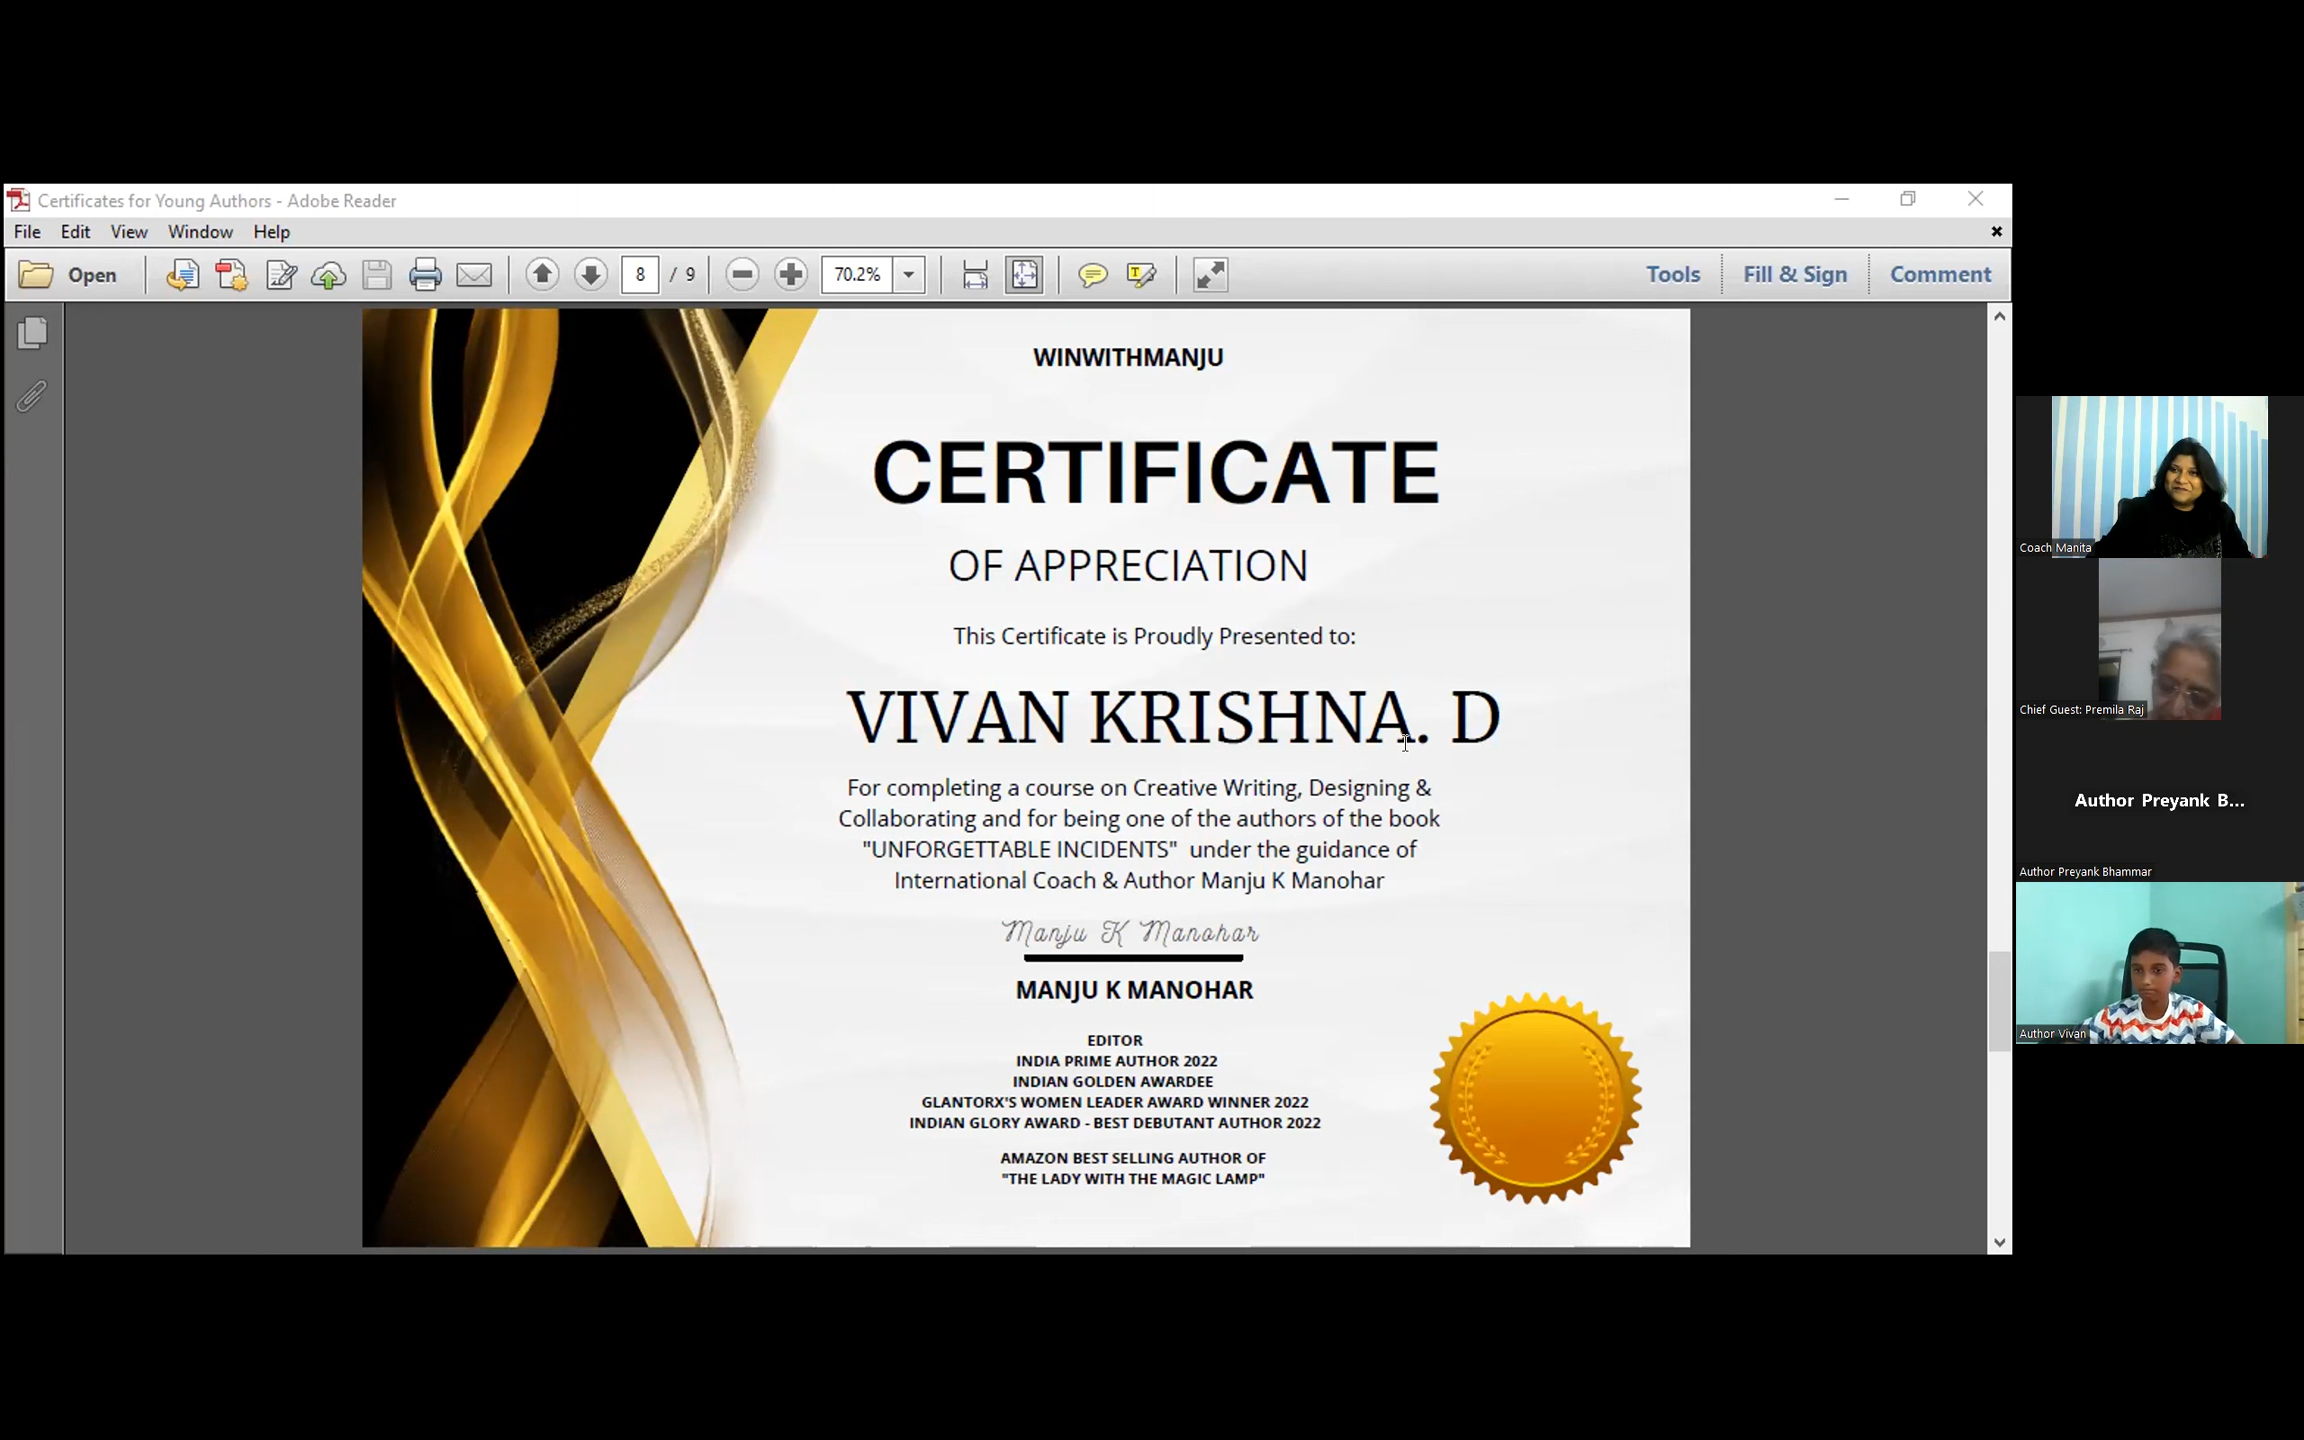 Certificates for Young Authors - Adobe Reader
File Edit View Window Help
Open 8 / 9 70.2% Tools Fill & Sign Comment
WINWITHMANJU
CERTIFICATE
OF APPRECIATION
This Certificate is Proudly Presented to:
VIVAN KRISHNA. D
For completing a course on Creative Writing, Designing &
Collaborating and for being one of the authors of the book
"UNFORGETTABLE INCIDENTS" under the guidance of
International Coach & Author Manju K Manohar
Manju K Manohar
MANJU K MANOHAR
EDITOR
INDIA PRIME AUTHOR 2022
INDIAN GOLDEN AWARDEE
GLANTORX'S WOMEN LEADER AWARD WINNER 2022
INDIAN GLORY AWARD - BEST DEBUTANT AUTHOR 2022
AMAZON BEST SELLING AUTHOR OF
"THE LADY WITH THE MAGIC LAMP"
Coach Manita
Chief Guest: Premila Raj
Author Preyank B...
Author Preyank Bhammar
Author Vivan